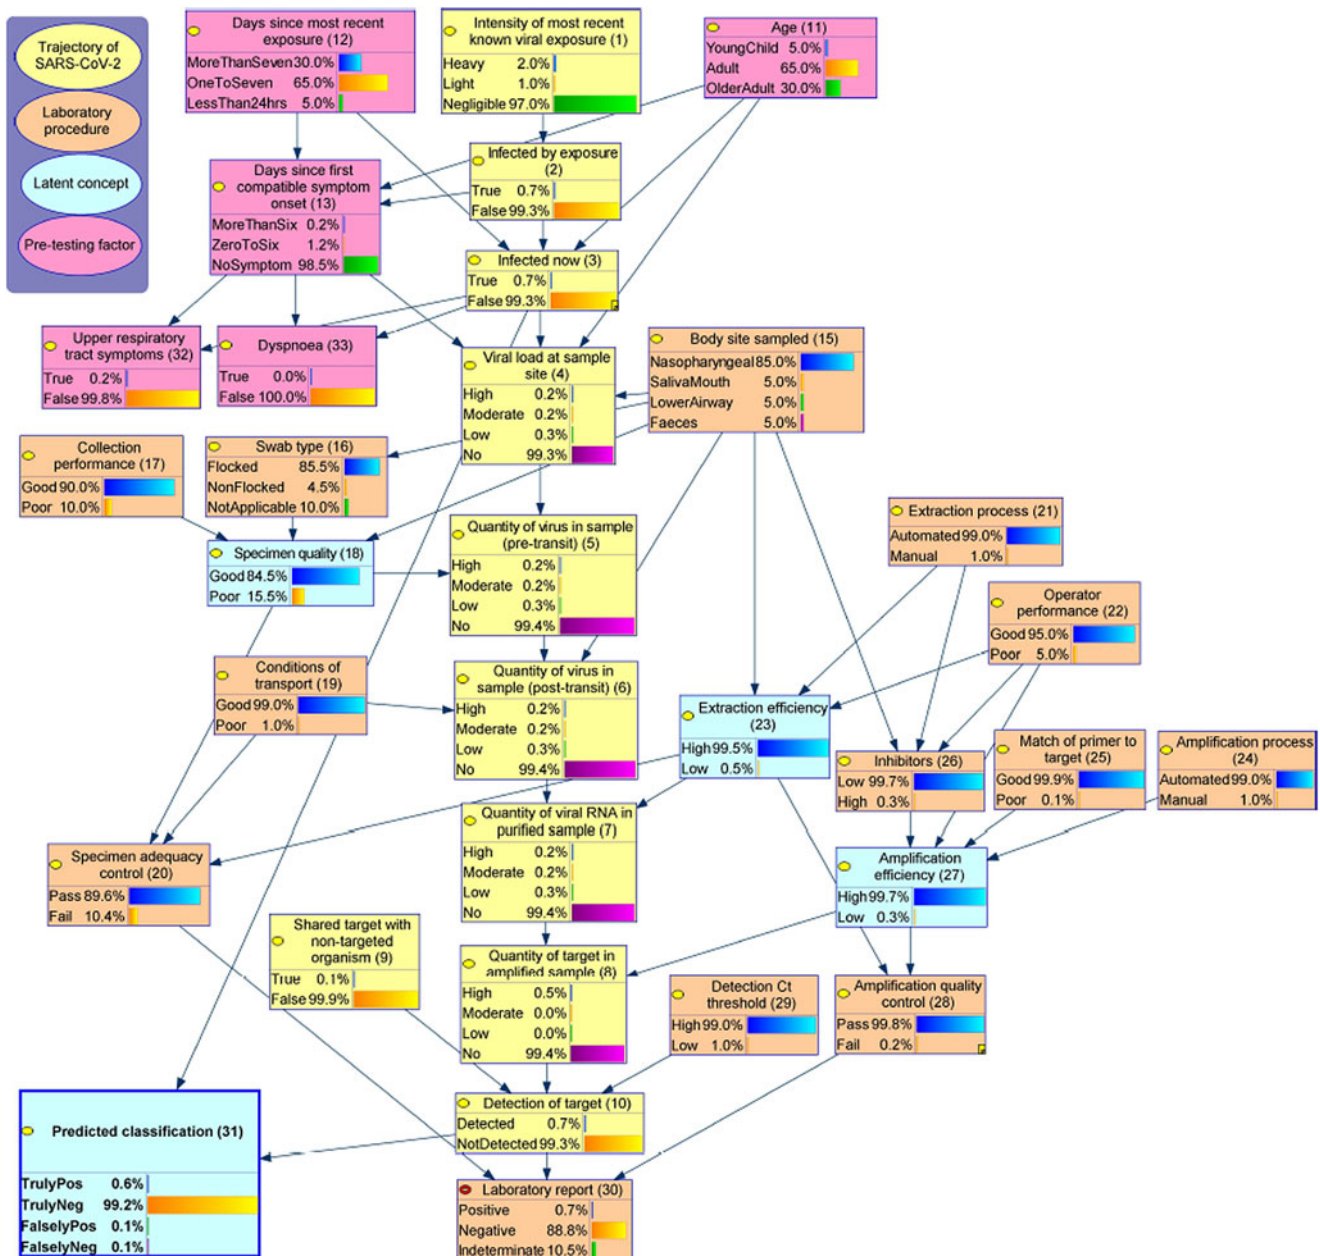 Trajectory of
SARS-CoV-2
Laboratory
procedure
Latent concept
Pre-testing factor
Days since most recent
exposure (12)
MoreThanSeven 30.0%
OneToSeven 65.0%
LessThan24hrs 5.0%
Intensity of most recent
known viral exposure (1)
Heavy 2.0%
Light 1.0%
Negligible 97.0%
Age (11)
YoungChild 5.0%
Adult 65.0%
OlderAdult 30.0%
Infected by exposure
(2)
True 0.7%
False 99.3%
Days since first
compatible symptom
onset (13)
MoreThanSix 0.2%
ZeroToSix 1.2%
NoSymptom 98.5%
Infected now (3)
True 0.7%
False 99.3%
Upper respiratory
tract symptoms (32)
True 0.2%
False 99.8%
Dyspnoea (33)
True 0.0%
False 100.0%
Viral load at sample
site (4)
High 0.2%
Moderate 0.2%
Low 0.3%
No 99.3%
Body site sampled (15)
Nasopharyngeal 85.0%
SalivaMouth 5.0%
LowerAirway 5.0%
Faeces 5.0%
Collection
performance (17)
Good 90.0%
Poor 10.0%
Swab type (16)
Flocked 85.5%
NonFlocked 4.5%
NotApplicable 10.0%
Extraction process (21)
Automated 99.0%
Manual 1.0%
Specimen quality (18)
Good 84.5%
Poor 15.5%
Quantity of virus in sample
(pre-transit) (5)
High 0.2%
Moderate 0.2%
Low 0.3%
No 99.4%
Operator
performance (22)
Good 95.0%
Poor 5.0%
Conditions of
transport (19)
Good 99.0%
Poor 1.0%
Quantity of virus in
sample (post-transit) (6)
High 0.2%
Moderate 0.2%
Low 0.3%
No 99.4%
Extraction efficiency
(23)
High 99.5%
Low 0.5%
Inhibitors (26)
Low 99.7%
High 0.3%
Match of primer to
target (25)
Good 99.9%
Poor 0.1%
Amplification process
(24)
Automated 99.0%
Manual 1.0%
Quantity of viral RNA in
purified sample (7)
High 0.2%
Moderate 0.2%
Low 0.3%
No 99.4%
Specimen adequacy
control (20)
Pass 89.6%
Fail 10.4%
Amplification
efficiency (27)
High 99.7%
Low 0.3%
Shared target with
non-targeted
organism (9)
True 0.1%
False 99.9%
Quantity of target in
amplified sample (8)
High 0.5%
Moderate 0.0%
Low 0.0%
No 99.4%
Detection Ct
threshold (29)
High 99.0%
Low 1.0%
Amplification quality
control (28)
Pass 99.8%
Fail 0.2%
Detection of target (10)
Detected 0.7%
NotDetected 99.3%
Predicted classification (31)
TrulyPos 0.6%
TrulyNeg 99.2%
FalselyPos 0.1%
FalselyNeg 0.1%
Laboratory report (30)
Positive 0.7%
Negative 88.8%
Indeterminate 10.5%